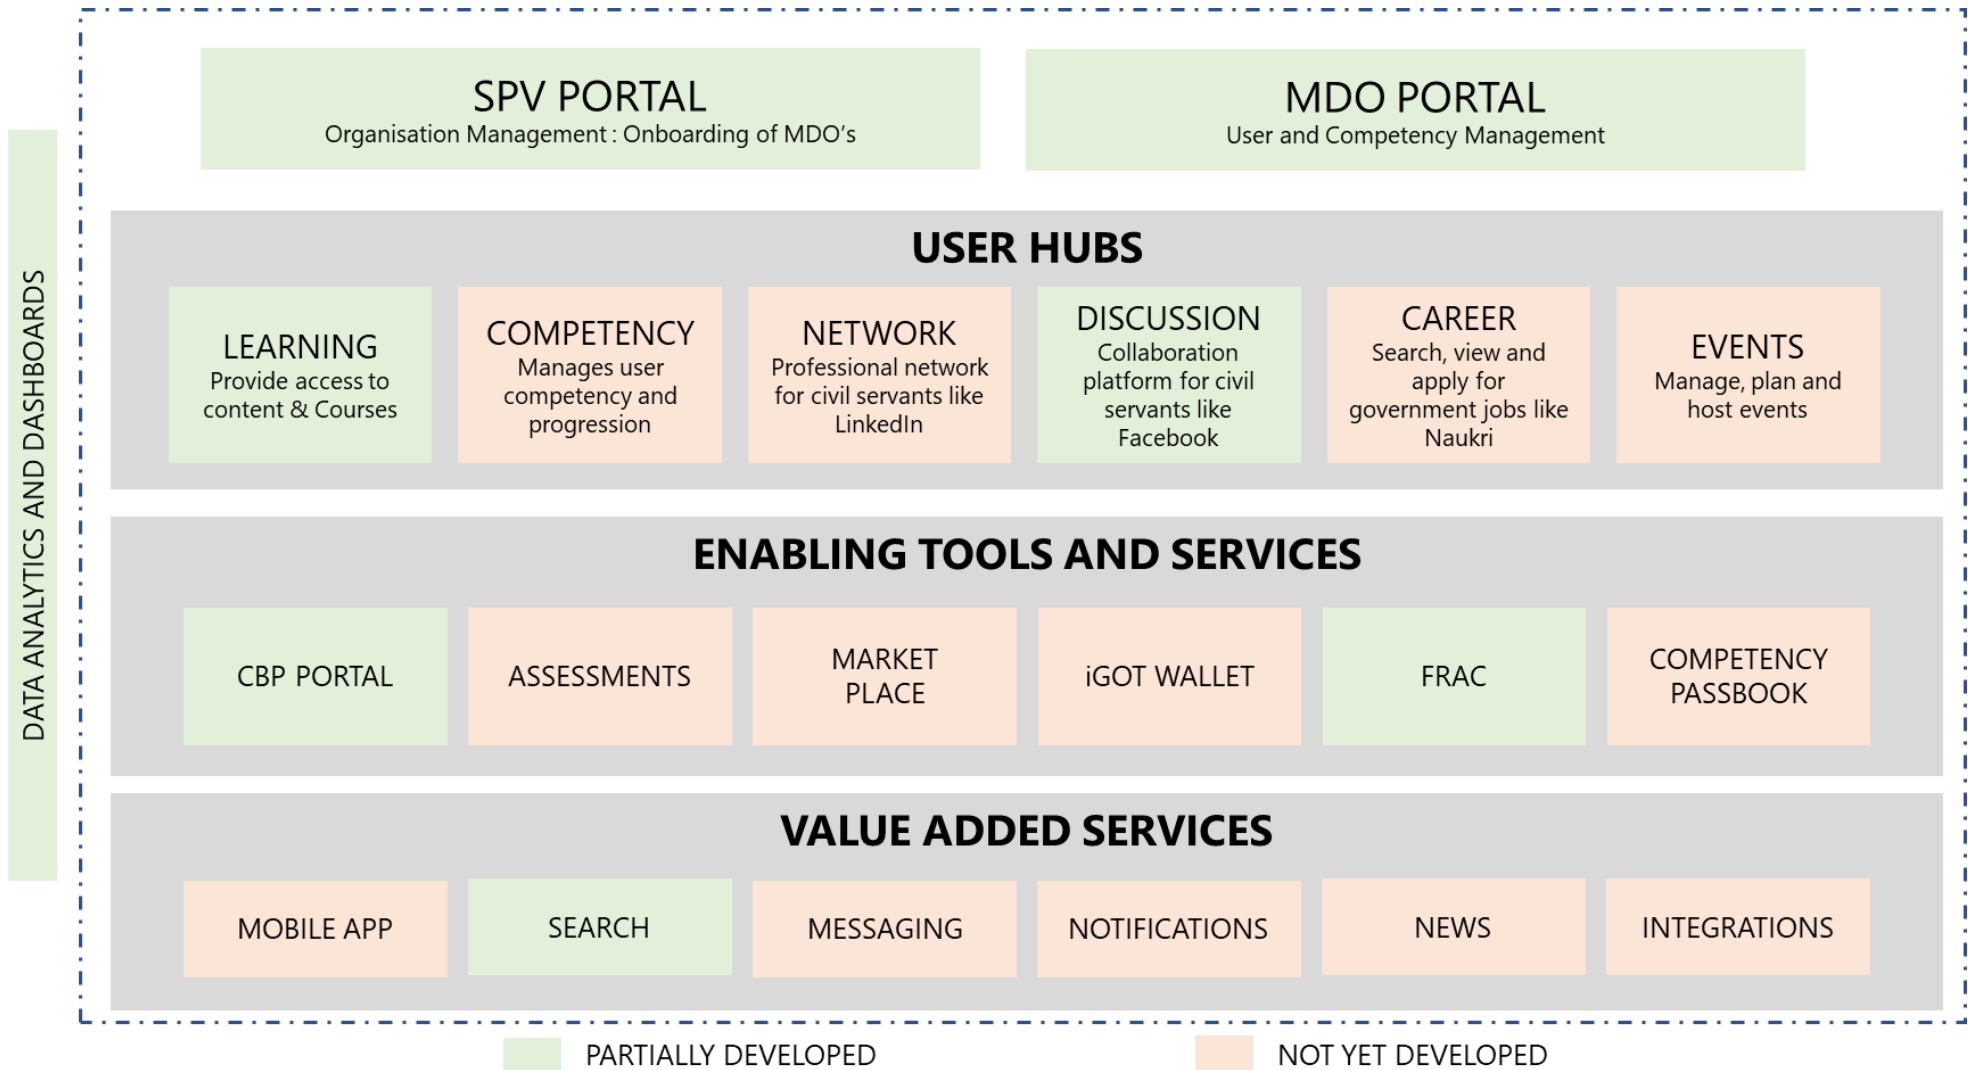 SPV PORTAL
Organisation Management : Onboarding of MDO's
MDO PORTAL
User and Competency Management
DATA ANALYTICS AND DASHBOARDS
USER HUBS
LEARNING
Provide access to
content & Courses
COMPETENCY
Manages user
competency and
progression
NETWORK
Professional network
for civil servants like
LinkedIn
DISCUSSION
Collaboration
platform for civil
servants like
Facebook
CAREER
Search, view and
apply for
government jobs like
Naukri
EVENTS
Manage, plan and
host events
ENABLING TOOLS AND SERVICES
CBP PORTAL
ASSESSMENTS
MARKET
PLACE
iGOT WALLET
FRAC
COMPETENCY
PASSBOOK
VALUE ADDED SERVICES
MOBILE APP
SEARCH
MESSAGING
NOTIFICATIONS
NEWS
INTEGRATIONS
PARTIALLY DEVELOPED
NOT YET DEVELOPED